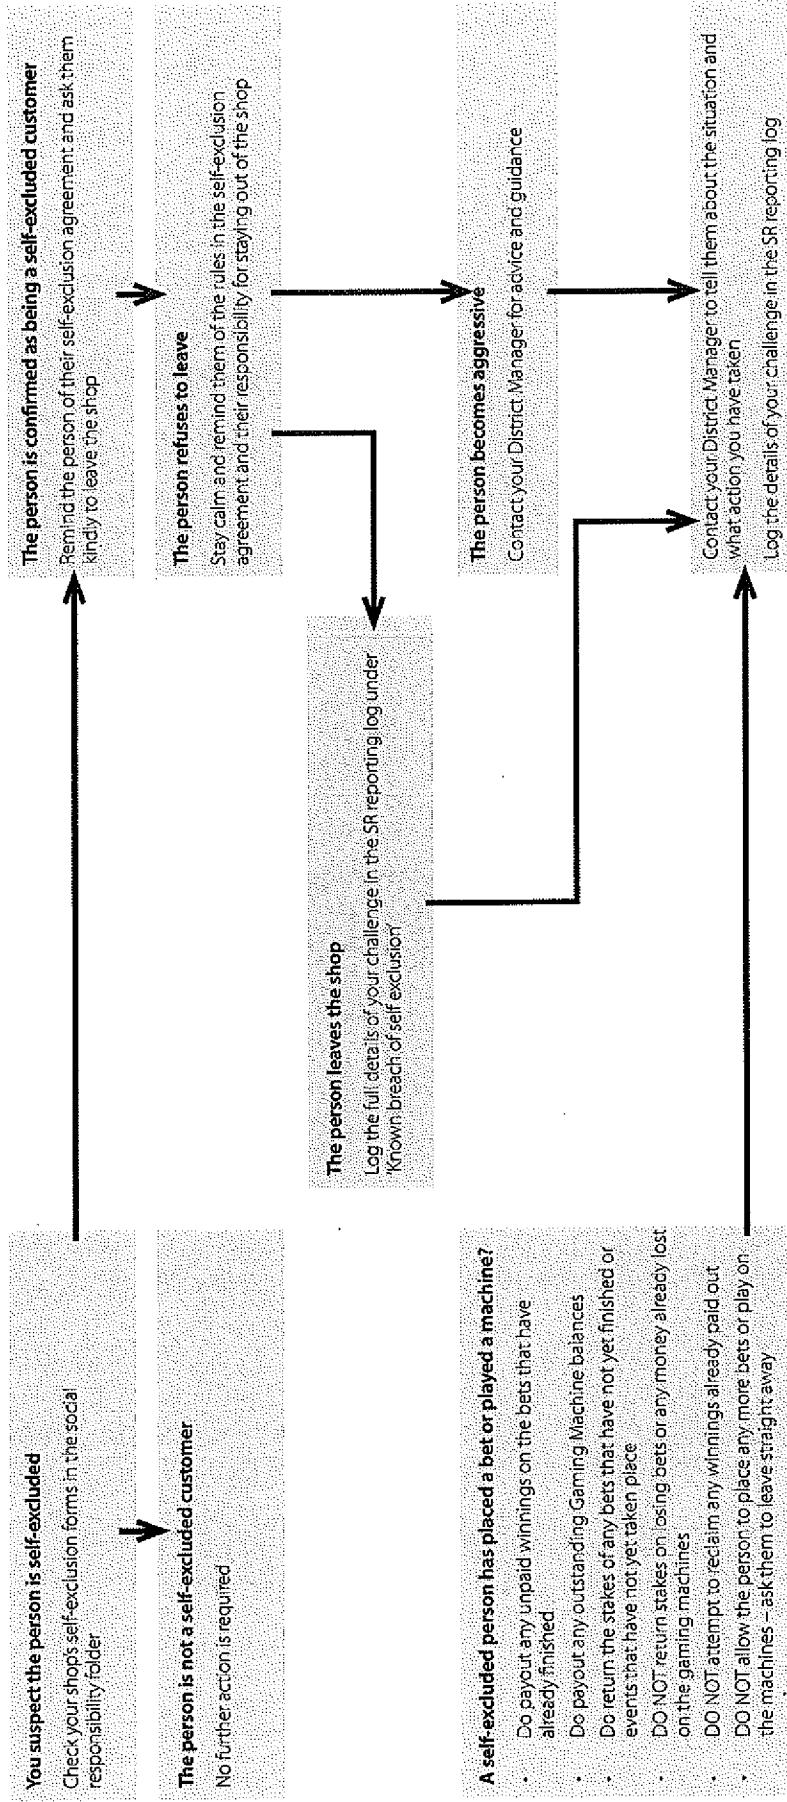 You suspect the person is self-excluded
Check your shop's self-exclusion forms in the social
responsibility folder
The person is not a self-excluded customer
No further action is required
A self-excluded person has placed a bet or played a machine?
• Do payout any unpaid winnings on the bets that have
already finished
• Do payout any outstanding Gaming Machine balances
• Do return the stakes of any bets that have not yet finished or
events that have not yet taken place
• DO NOT return stakes on losing bets or any money already lost
on the gaming machines
• DO NOT attempt to reclaim any winnings already paid out
• DO NOT allow the person to place any more bets or play on
the machines – ask them to leave straight away
The person leaves the shop
Log the full details of your challenge in the SR reporting log under
'Known breach of self exclusion'
The person is confirmed as being a self-excluded customer
Remind the person of their self-exclusion agreement and ask them
kindly to leave the shop
The person refuses to leave
Stay calm and remind them of the rules in the self-exclusion
agreement and their responsibility for staying out of the shop
The person becomes aggressive
Contact your District Manager for advice and guidance
Contact your District Manager to tell them about the situation and
what action you have taken
Log the details of your challenge in the SR reporting log